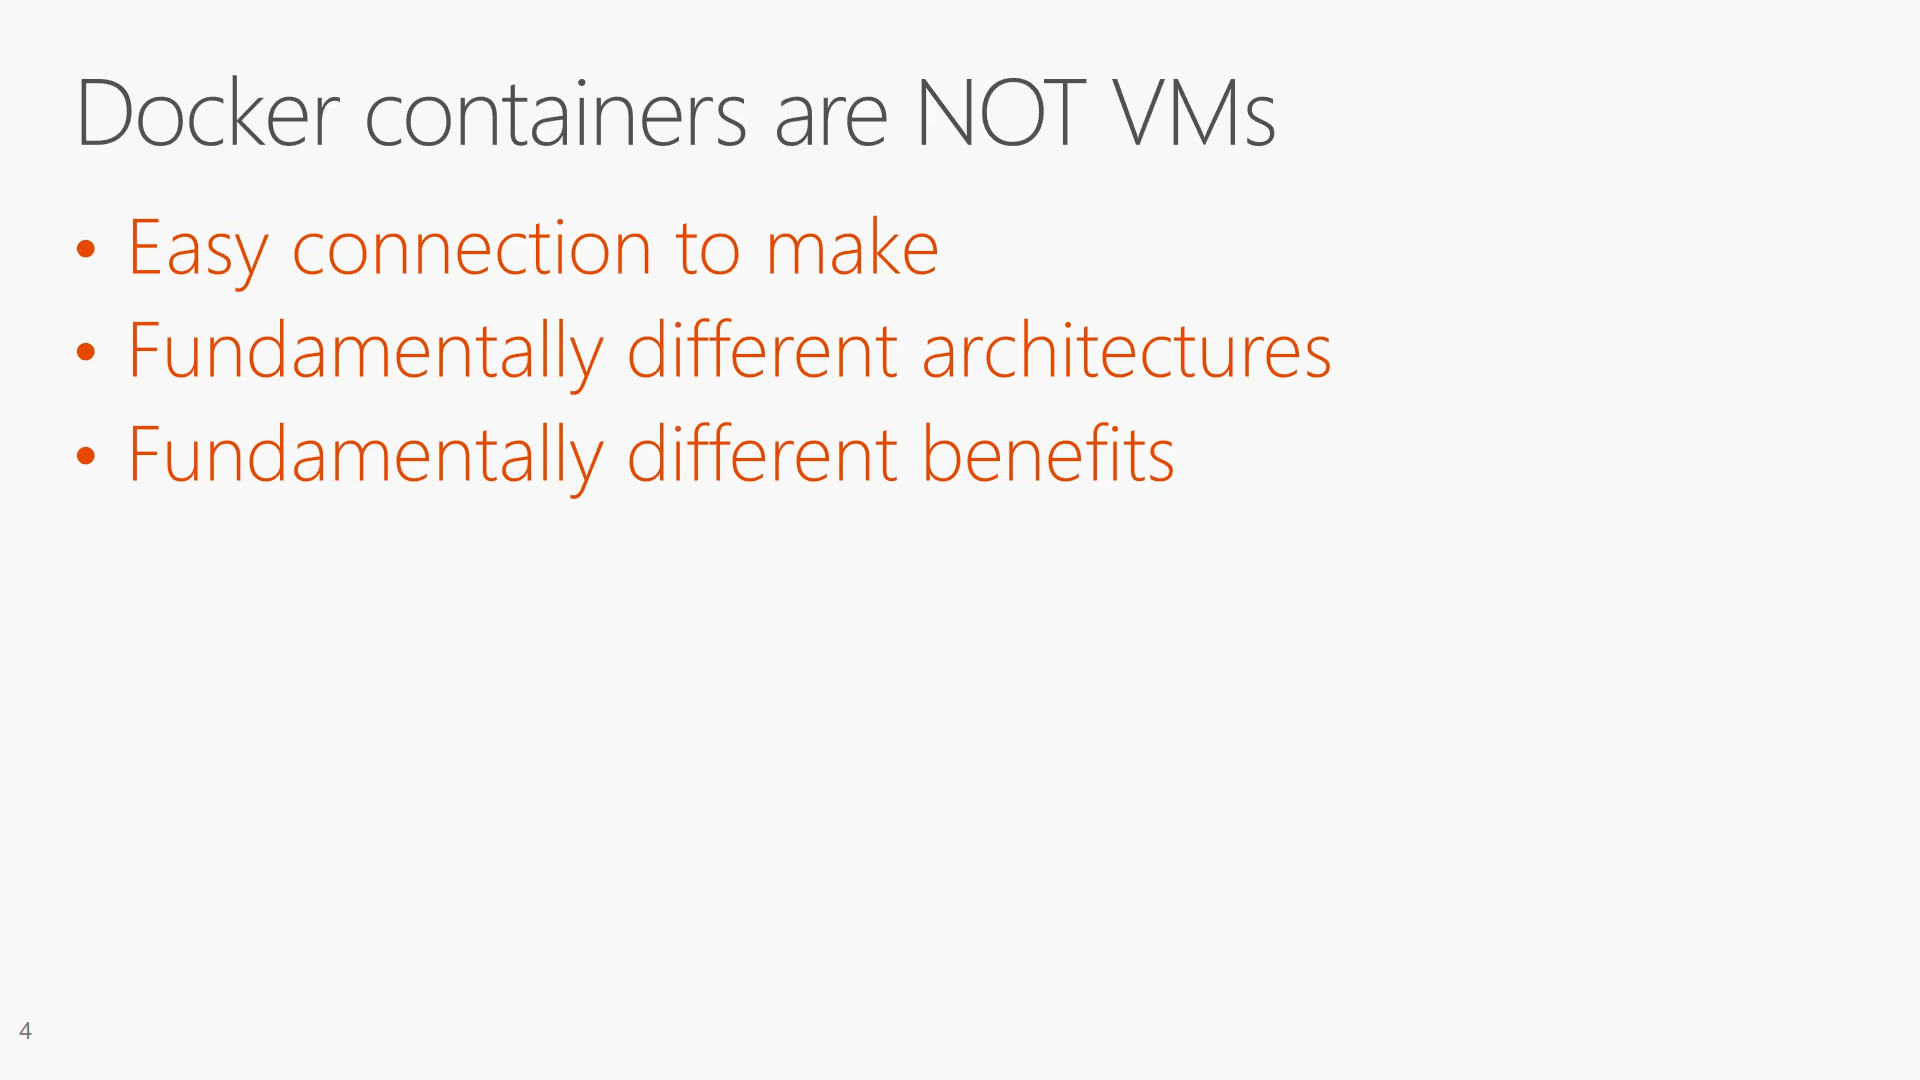 Docker containers are NOT VMs
• Easy connection to make
• Fundamentally different architectures
• Fundamentally different benefits
4